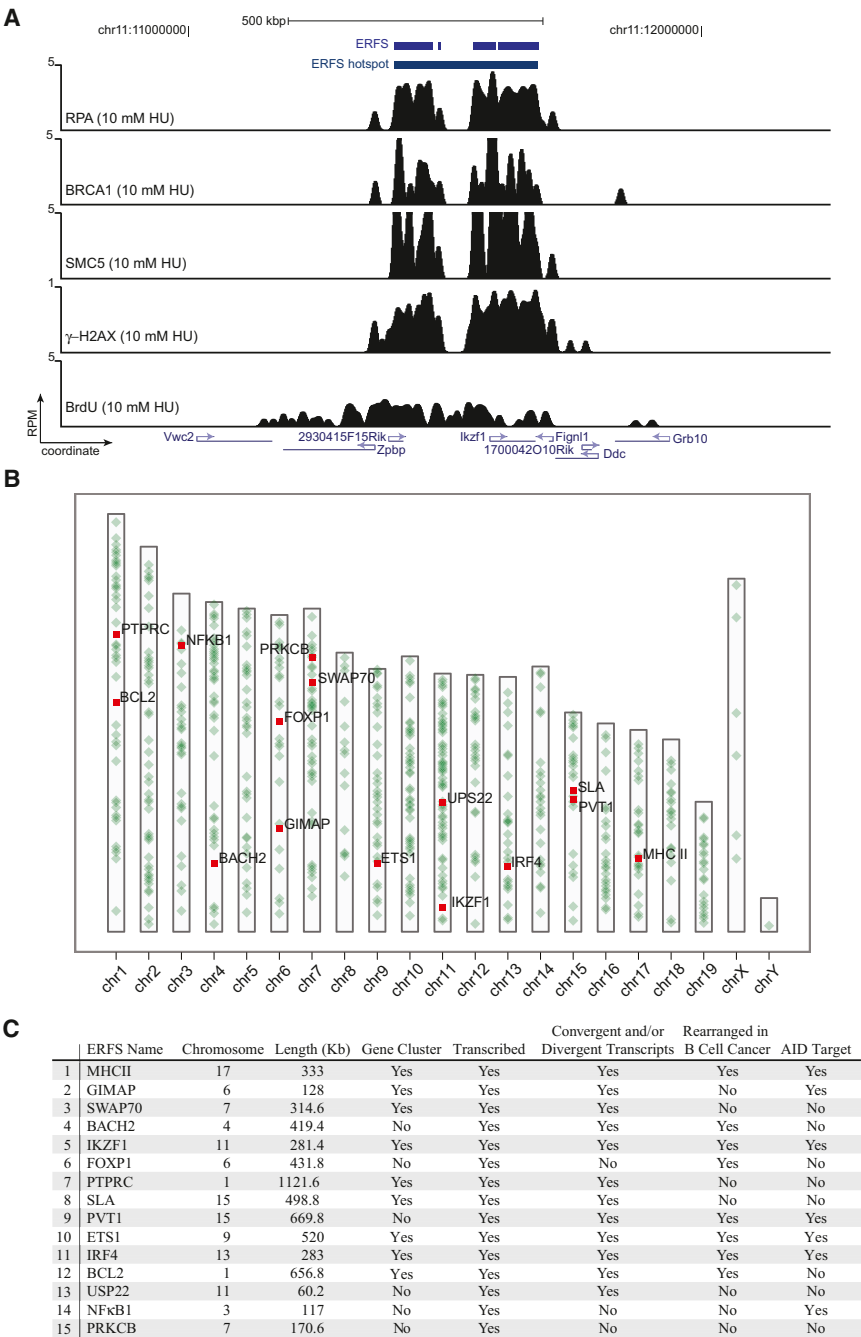 A
500 kbp
chr11:11000000
chr11:12000000
ERFS
ERFS hotspot
5
RPA (10 mM HU)
5
BRCA1 (10 mM HU)
5
SMC5 (10 mM HU)
1
γ–H2AX (10 mM HU)
5
BrdU (10 mM HU)
RPM
coordinate
Vwc2 2930415F15Rik Ikzf1 Fignl1 Grb10
Zpbp 1700042O10Rik Ddc
B
PTPRC
NFKB1
PRKCB
SWAP70
BCL2
FOXP1
SLA
UPS22
PVT1
GIMAP
MHC II
BACH2
ETS1
IRF4
IKZF1
chr1 chr2 chr3 chr4 chr5 chr6 chr7 chr8 chr9 chr10 chr11 chr12 chr13 chr14 chr15 chr16 chr17 chr18 chr19 chrX chrY
C
Convergent and/or Rearranged in
ERFS Name Chromosome Length (Kb) Gene Cluster Transcribed Divergent Transcripts B Cell Cancer AID Target
1 MHCII 17 333 Yes Yes Yes Yes Yes
2 GIMAP 6 128 Yes Yes Yes No Yes
3 SWAP70 7 314.6 Yes Yes Yes No No
4 BACH2 4 419.4 No Yes Yes Yes No
5 IKZF1 11 281.4 Yes Yes Yes Yes Yes
6 FOXP1 6 431.8 No Yes No Yes No
7 PTPRC 1 1121.6 Yes Yes Yes No No
8 SLA 15 498.8 Yes Yes Yes No No
9 PVT1 15 669.8 No Yes Yes Yes Yes
10 ETS1 9 520 Yes Yes Yes Yes Yes
11 IRF4 13 283 Yes Yes Yes Yes Yes
12 BCL2 1 656.8 Yes Yes Yes Yes No
13 USP22 11 60.2 No Yes Yes No No
14 NFκB1 3 117 No Yes No No Yes
15 PRKCB 7 170.6 No Yes No No No